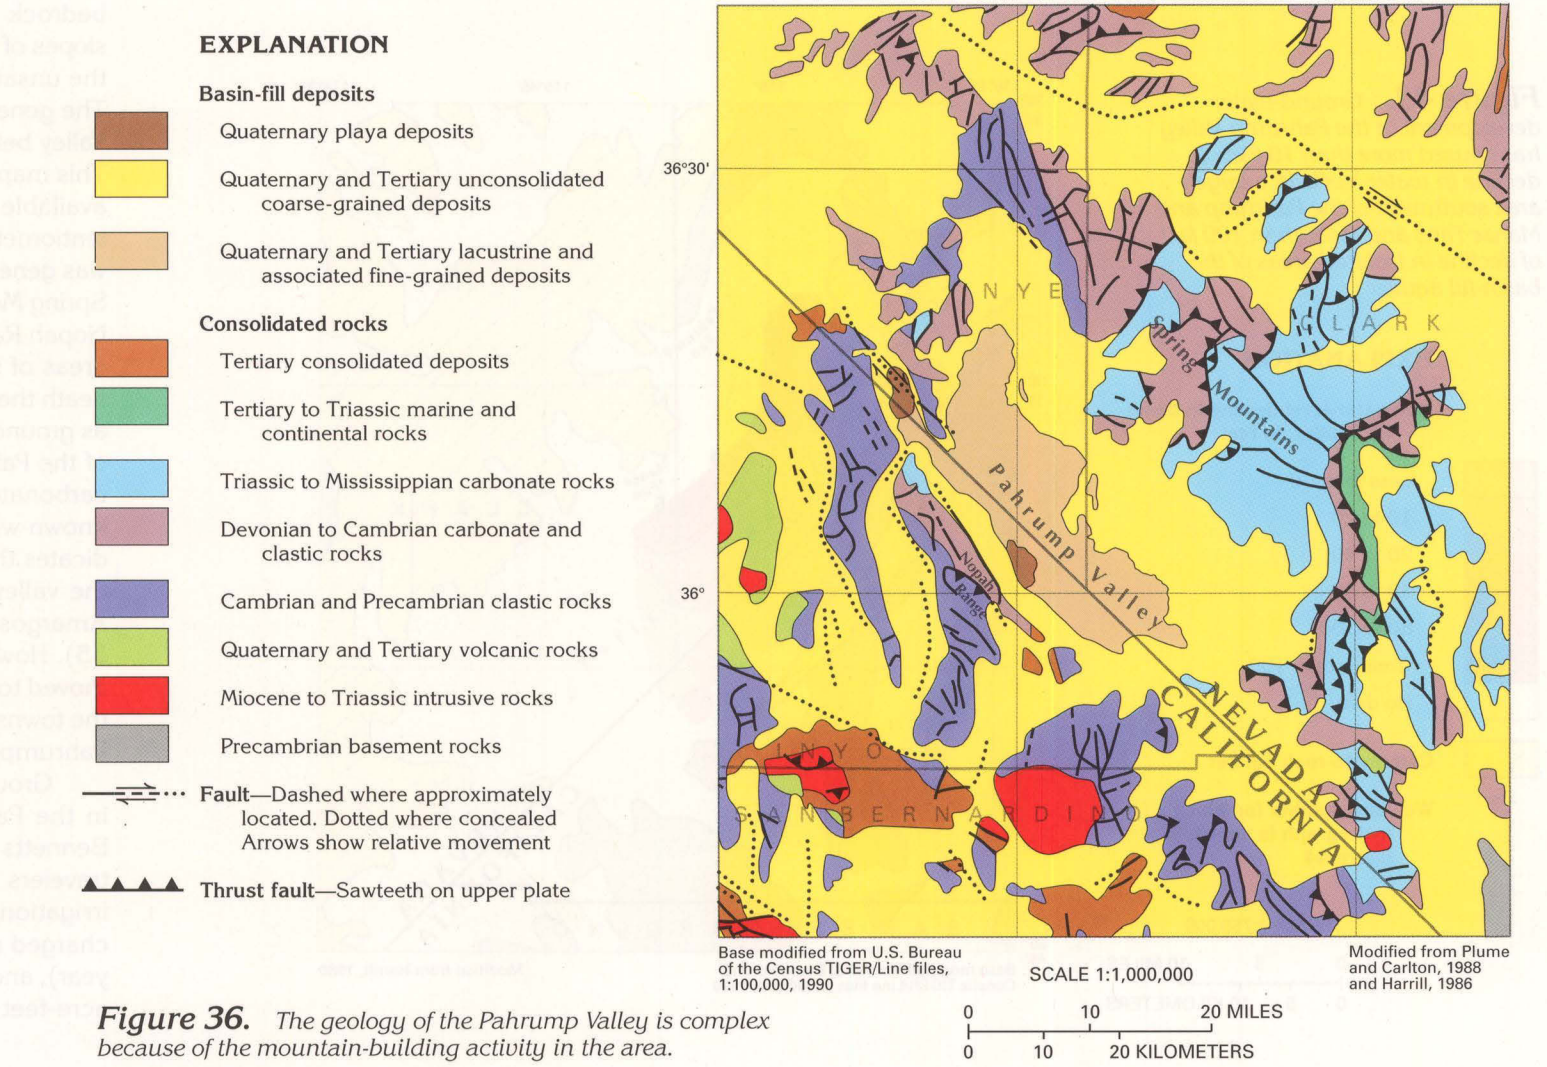 EXPLANATION
Basin-fill deposits
Quaternary playa deposits
Quaternary and Tertiary unconsolidated
coarse-grained deposits
Quaternary and Tertiary lacustrine and
associated fine-grained deposits
Consolidated rocks
Tertiary consolidated deposits
Tertiary to Triassic marine and
continental rocks
Triassic to Mississippian carbonate rocks
Devonian to Cambrian carbonate and
clastic rocks
Cambrian and Precambrian clastic rocks
Quaternary and Tertiary volcanic rocks
Miocene to Triassic intrusive rocks
Precambrian basement rocks
Fault—Dashed where approximately
located. Dotted where concealed
Arrows show relative movement
Thrust fault—Sawteeth on upper plate
36°30'
36°
NYE
CLARK
Spring
Mountains
Pahrump Valley
Nopah
Range
NEVADA
CALIFORNIA
INYO
SAN BERNARDINO
Base modified from U.S. Bureau
of the Census TIGER/Line files,
1:100,000, 1990
SCALE 1:1,000,000
Modified from Plume
and Carlton, 1988
and Harrill, 1986
0 10 20 MILES
0 10 20 KILOMETERS
Figure 36. The geology of the Pahrump Valley is complex
because of the mountain-building activity in the area.